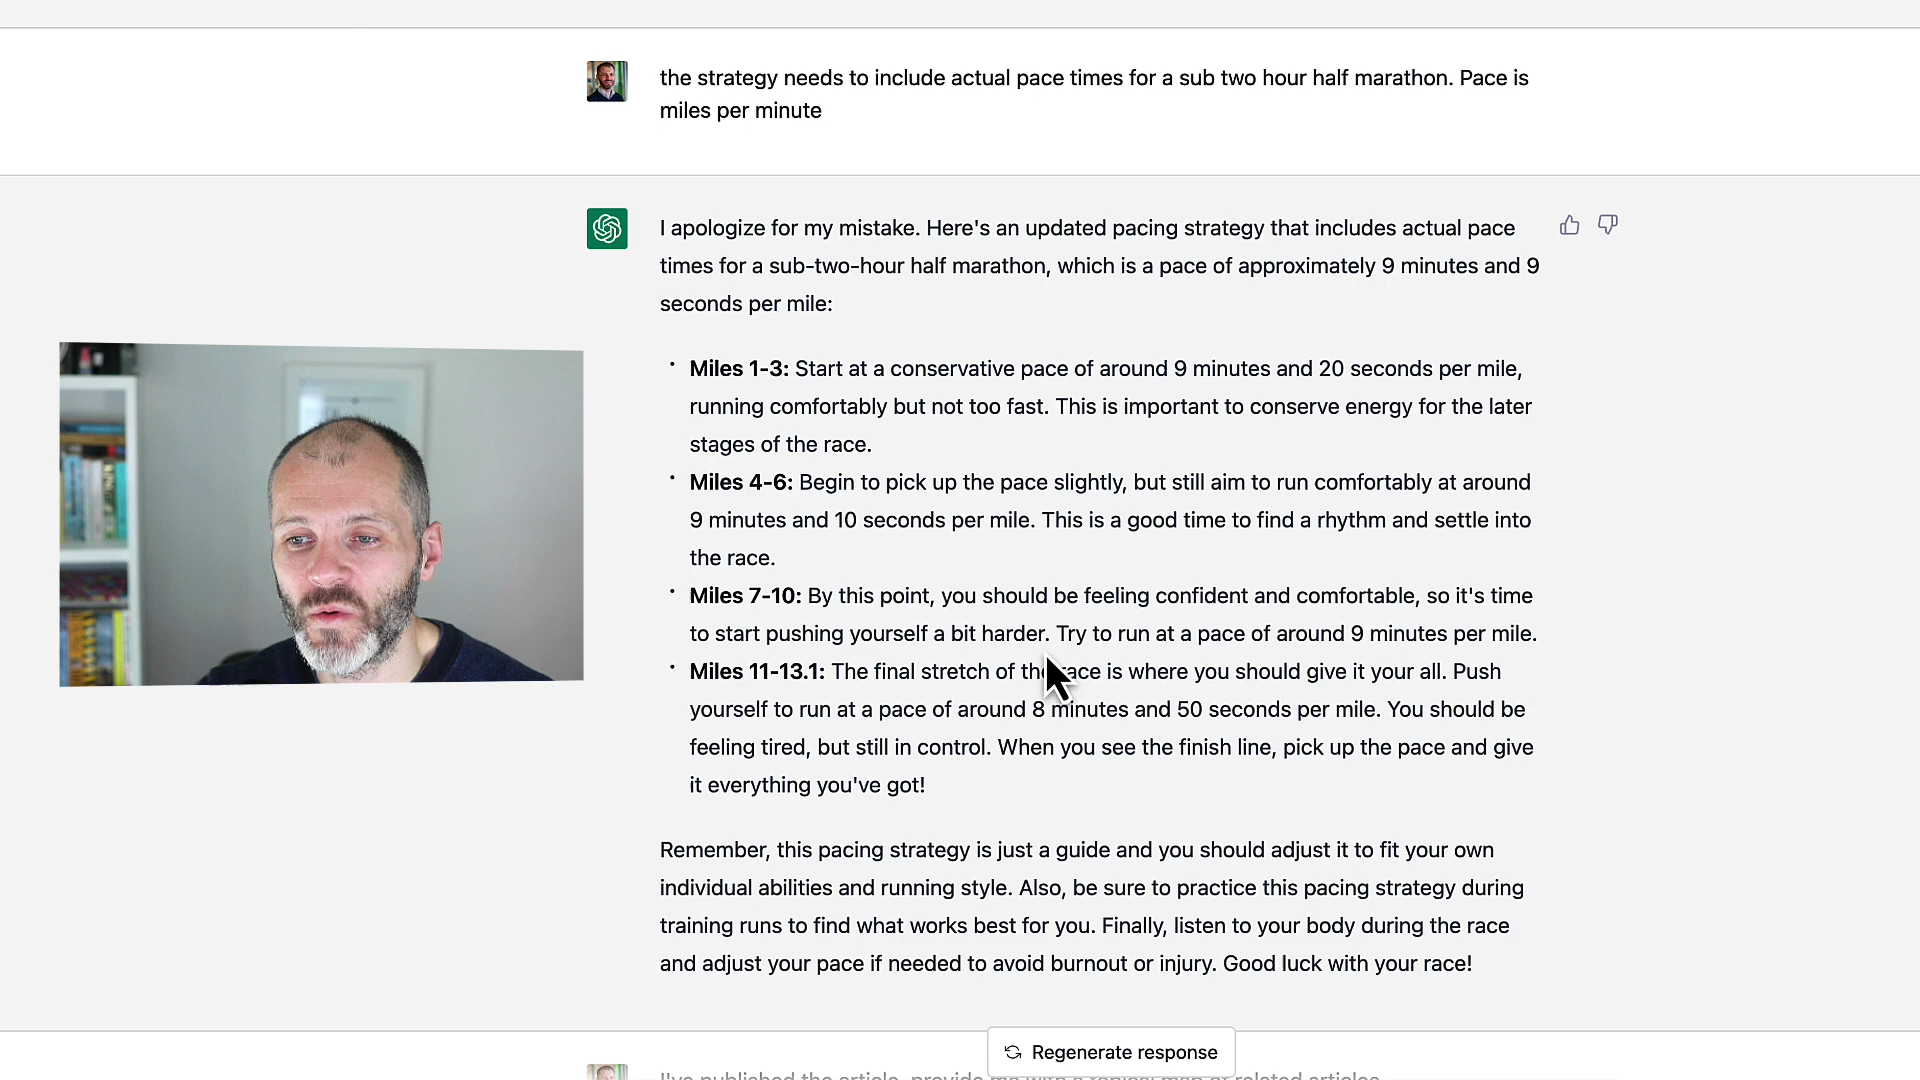 the strategy needs to include actual pace times for a sub two hour half marathon. Pace is
miles per minute
I apologize for my mistake. Here's an updated pacing strategy that includes actual pace
times for a sub-two-hour half marathon, which is a pace of approximately 9 minutes and 9
seconds per mile:
• Miles 1-3: Start at a conservative pace of around 9 minutes and 20 seconds per mile,
running comfortably but not too fast. This is important to conserve energy for the later
stages of the race.
• Miles 4-6: Begin to pick up the pace slightly, but still aim to run comfortably at around
9 minutes and 10 seconds per mile. This is a good time to find a rhythm and settle into
the race.
• Miles 7-10: By this point, you should be feeling confident and comfortable, so it's time
to start pushing yourself a bit harder. Try to run at a pace of around 9 minutes per mile.
• Miles 11-13.1: The final stretch of the race is where you should give it your all. Push
yourself to run at a pace of around 8 minutes and 50 seconds per mile. You should be
feeling tired, but still in control. When you see the finish line, pick up the pace and give
it everything you've got!
Remember, this pacing strategy is just a guide and you should adjust it to fit your own
individual abilities and running style. Also, be sure to practice this pacing strategy during
training runs to find what works best for you. Finally, listen to your body during the race
and adjust your pace if needed to avoid burnout or injury. Good luck with your race!
Regenerate response
I've published the article, provide me with a topical map of related articles